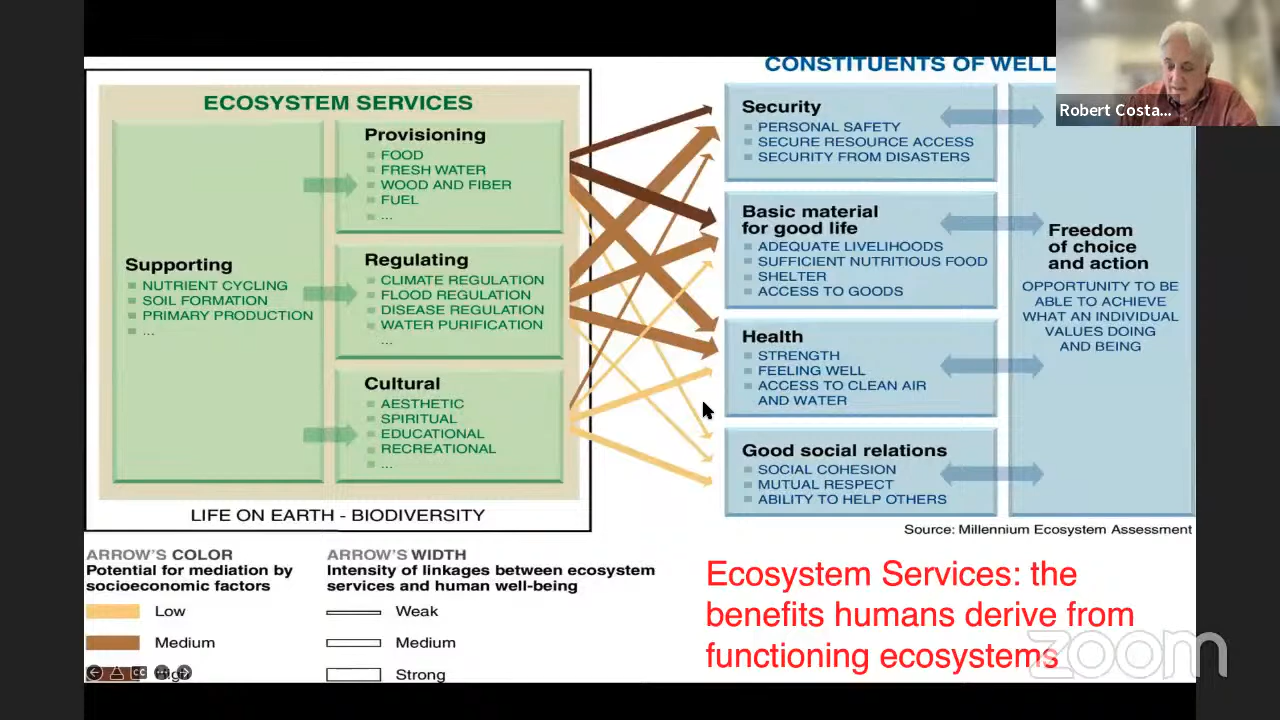 CONSTITUENTS OF WELL
Robert Costa...
ECOSYSTEM SERVICES
Supporting
NUTRIENT CYCLING
SOIL FORMATION
PRIMARY PRODUCTION
...
Provisioning
FOOD
FRESH WATER
WOOD AND FIBER
FUEL
...
Regulating
CLIMATE REGULATION
FLOOD REGULATION
DISEASE REGULATION
WATER PURIFICATION
...
Cultural
AESTHETIC
SPIRITUAL
EDUCATIONAL
RECREATIONAL
...
LIFE ON EARTH - BIODIVERSITY
Security
PERSONAL SAFETY
SECURE RESOURCE ACCESS
SECURITY FROM DISASTERS
Basic material
for good life
ADEQUATE LIVELIHOODS
SUFFICIENT NUTRITIOUS FOOD
SHELTER
ACCESS TO GOODS
Health
STRENGTH
FEELING WELL
ACCESS TO CLEAN AIR
AND WATER
Good social relations
SOCIAL COHESION
MUTUAL RESPECT
ABILITY TO HELP OTHERS
Freedom
of choice
and action
OPPORTUNITY TO BE
ABLE TO ACHIEVE
WHAT AN INDIVIDUAL
VALUES DOING
AND BEING
Source: Millennium Ecosystem Assessment
ARROW'S COLOR
Potential for mediation by
socioeconomic factors
Low
Medium
ARROW'S WIDTH
Intensity of linkages between ecosystem
services and human well-being
Weak
Medium
Strong
Ecosystem Services: the
benefits humans derive from
functioning ecosystems
zoom